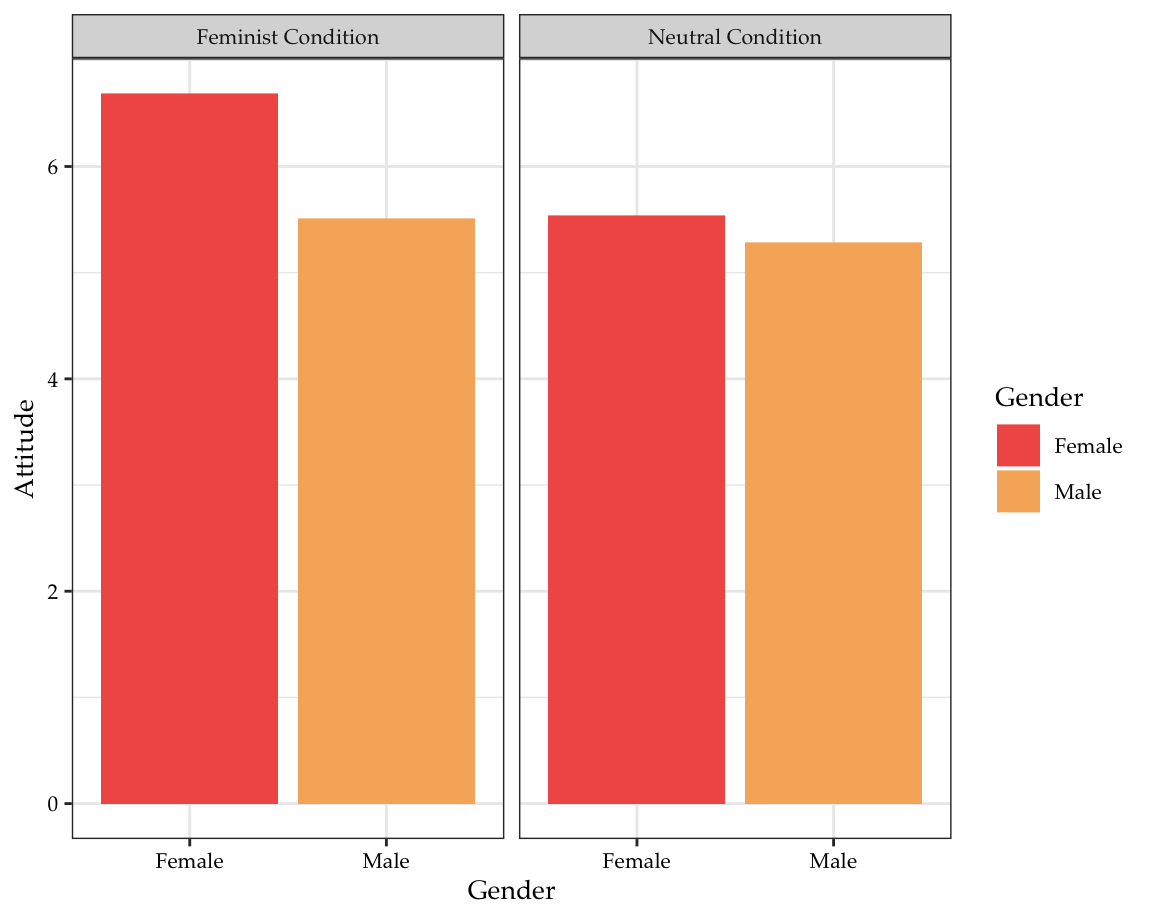 Feminist Condition
Neutral Condition
Attitude
6
4
2
0
Female
Male
Female
Male
Gender
Gender
Female
Male